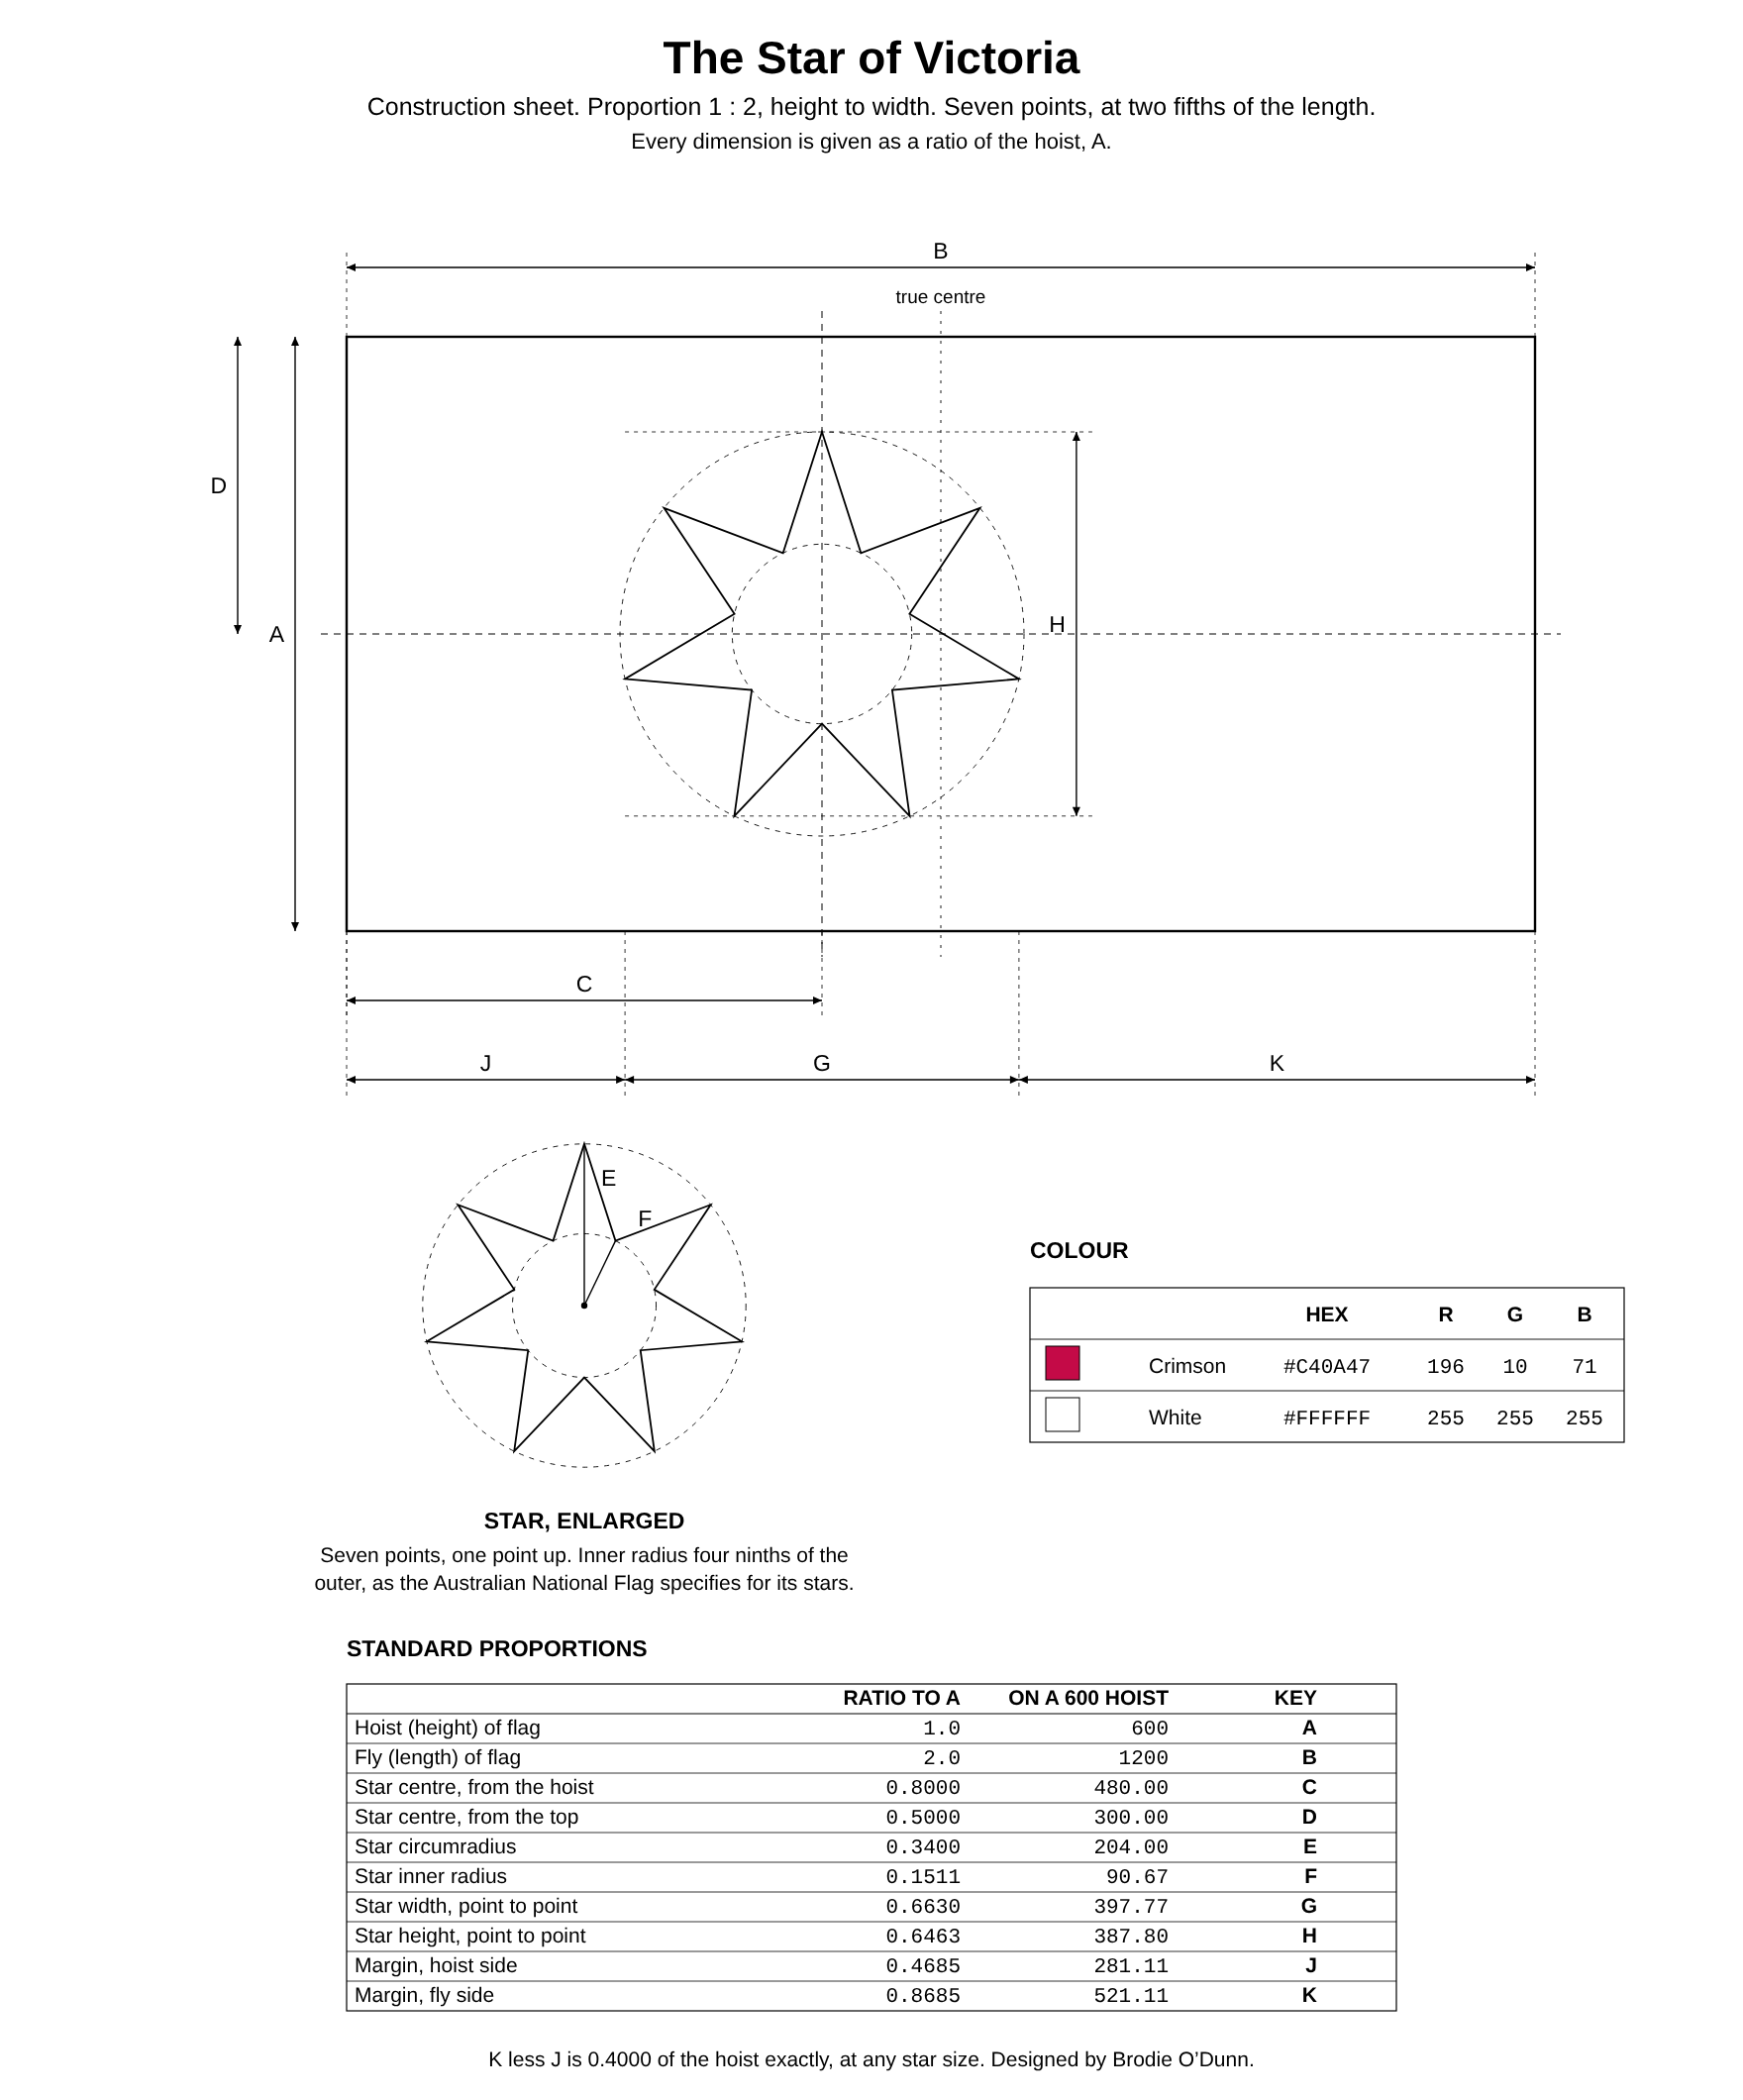 The Star of Victoria
Construction sheet. Proportion 1 : 2, height to width. Seven points, at two fifths of the length.
Every dimension is given as a ratio of the hoist, A.
B
true centre
D
A
H
C
J G K
E
F
COLOUR
HEX R G B
Crimson #C40A47 196 10 71
White #FFFFFF 255 255 255
STAR, ENLARGED
Seven points, one point up. Inner radius four ninths of the
outer, as the Australian National Flag specifies for its stars.
STANDARD PROPORTIONS
RATIO TO A ON A 600 HOIST KEY
Hoist (height) of flag 1.0 600 A
Fly (length) of flag 2.0 1200 B
Star centre, from the hoist 0.8000 480.00 C
Star centre, from the top 0.5000 300.00 D
Star circumradius 0.3400 204.00 E
Star inner radius 0.1511 90.67 F
Star width, point to point 0.6630 397.77 G
Star height, point to point 0.6463 387.80 H
Margin, hoist side 0.4685 281.11 J
Margin, fly side 0.8685 521.11 K
K less J is 0.4000 of the hoist exactly, at any star size. Designed by Brodie O’Dunn.